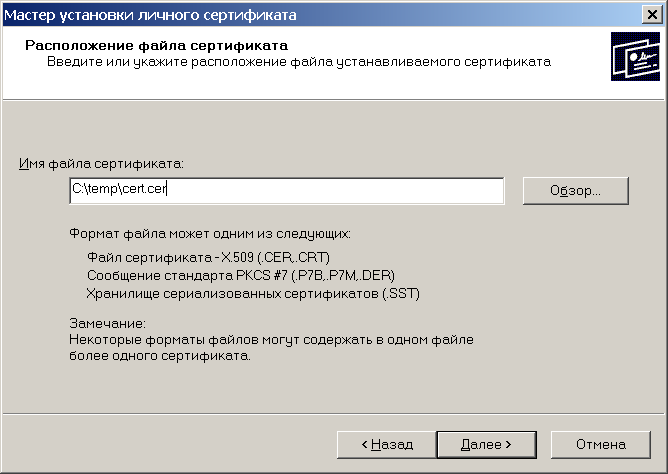 Мастер установки личного сертификата
Расположение файла сертификата
Введите или укажите расположение файла устанавливаемого сертификата
Имя файла сертификата:
C:\temp\cert.cer
Обзор...
Формат файла может одним из следующих:
Файл сертификата - X.509 (.CER,.CRT)
Сообщение стандарта PKCS #7 (.P7B,.P7M,.DER)
Хранилище сериализованных сертификатов (.SST)
Замечание:
Некоторые форматы файлов могут содержать в одном файле
более одного сертификата.
< Назад
Далее >
Отмена